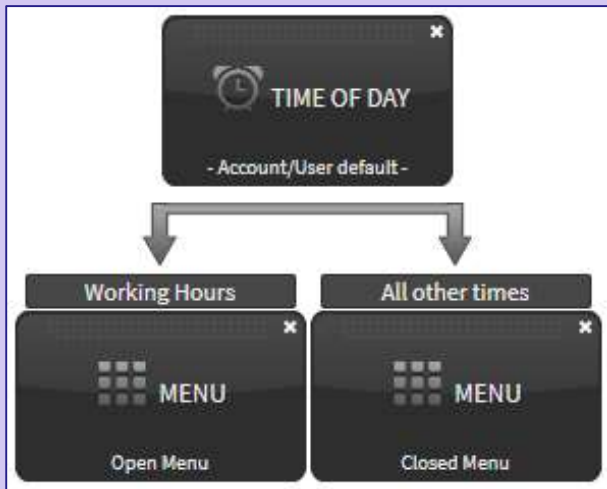 TIME OF DAY
- Account/User default -
Working Hours
All other times
MENU
MENU
Open Menu
Closed Menu